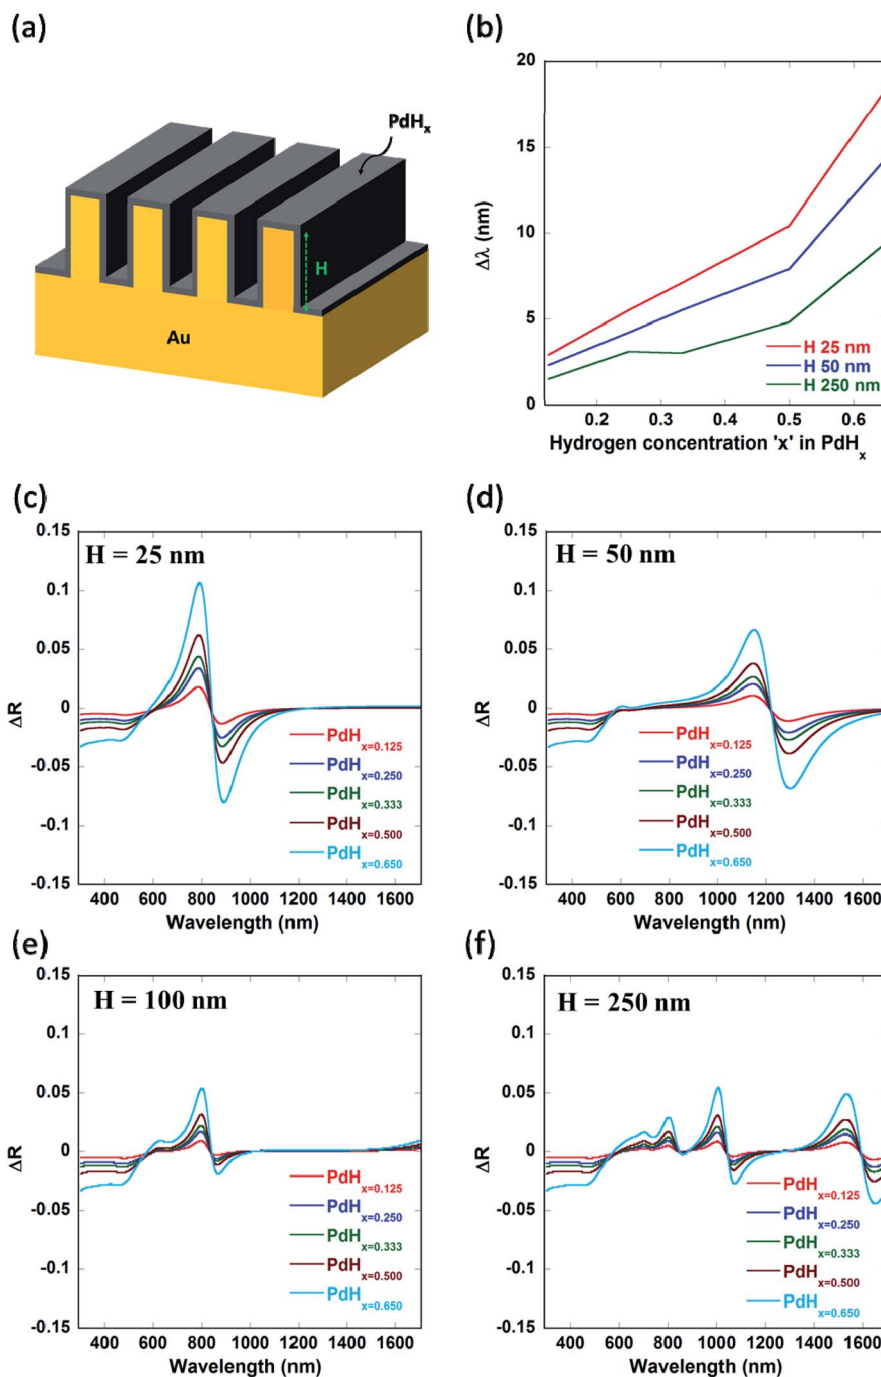 (a)
PdHx
H
Au
(b)
20
15
10
5
0
Δλ (nm)
0.2 0.3 0.4 0.5 0.6
Hydrogen concentration 'x' in PdHx
H 25 nm
H 50 nm
H 250 nm
(c)
H = 25 nm
0.15
0.1
0.05
0
-0.05
-0.1
-0.15
ΔR
400 600 800 1000 1200 1400 1600
Wavelength (nm)
PdHx=0.125
PdHx=0.250
PdHx=0.333
PdHx=0.500
PdHx=0.650
(d)
H = 50 nm
0.15
0.1
0.05
0
-0.05
-0.1
-0.15
ΔR
400 600 800 1000 1200 1400 1600
Wavelength (nm)
PdHx=0.125
PdHx=0.250
PdHx=0.333
PdHx=0.500
PdHx=0.650
(e)
H = 100 nm
0.15
0.1
0.05
0
-0.05
-0.1
-0.15
ΔR
400 600 800 1000 1200 1400 1600
Wavelength (nm)
PdHx=0.125
PdHx=0.250
PdHx=0.333
PdHx=0.500
PdHx=0.650
(f)
H = 250 nm
0.15
0.1
0.05
0
-0.05
-0.1
-0.15
ΔR
400 600 800 1000 1200 1400 1600
Wavelength (nm)
PdHx=0.125
PdHx=0.250
PdHx=0.333
PdHx=0.500
PdHx=0.650